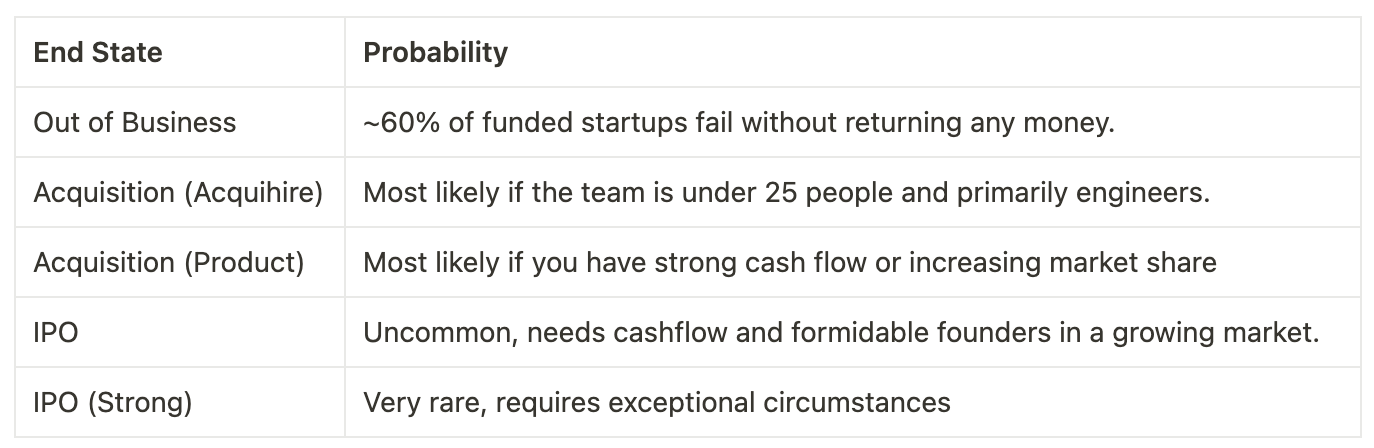 End State Probability
Out of Business ~60% of funded startups fail without returning any money.
Acquisition (Acquihire) Most likely if the team is under 25 people and primarily engineers.
Acquisition (Product) Most likely if you have strong cash flow or increasing market share
IPO Uncommon, needs cashflow and formidable founders in a growing market.
IPO (Strong) Very rare, requires exceptional circumstances